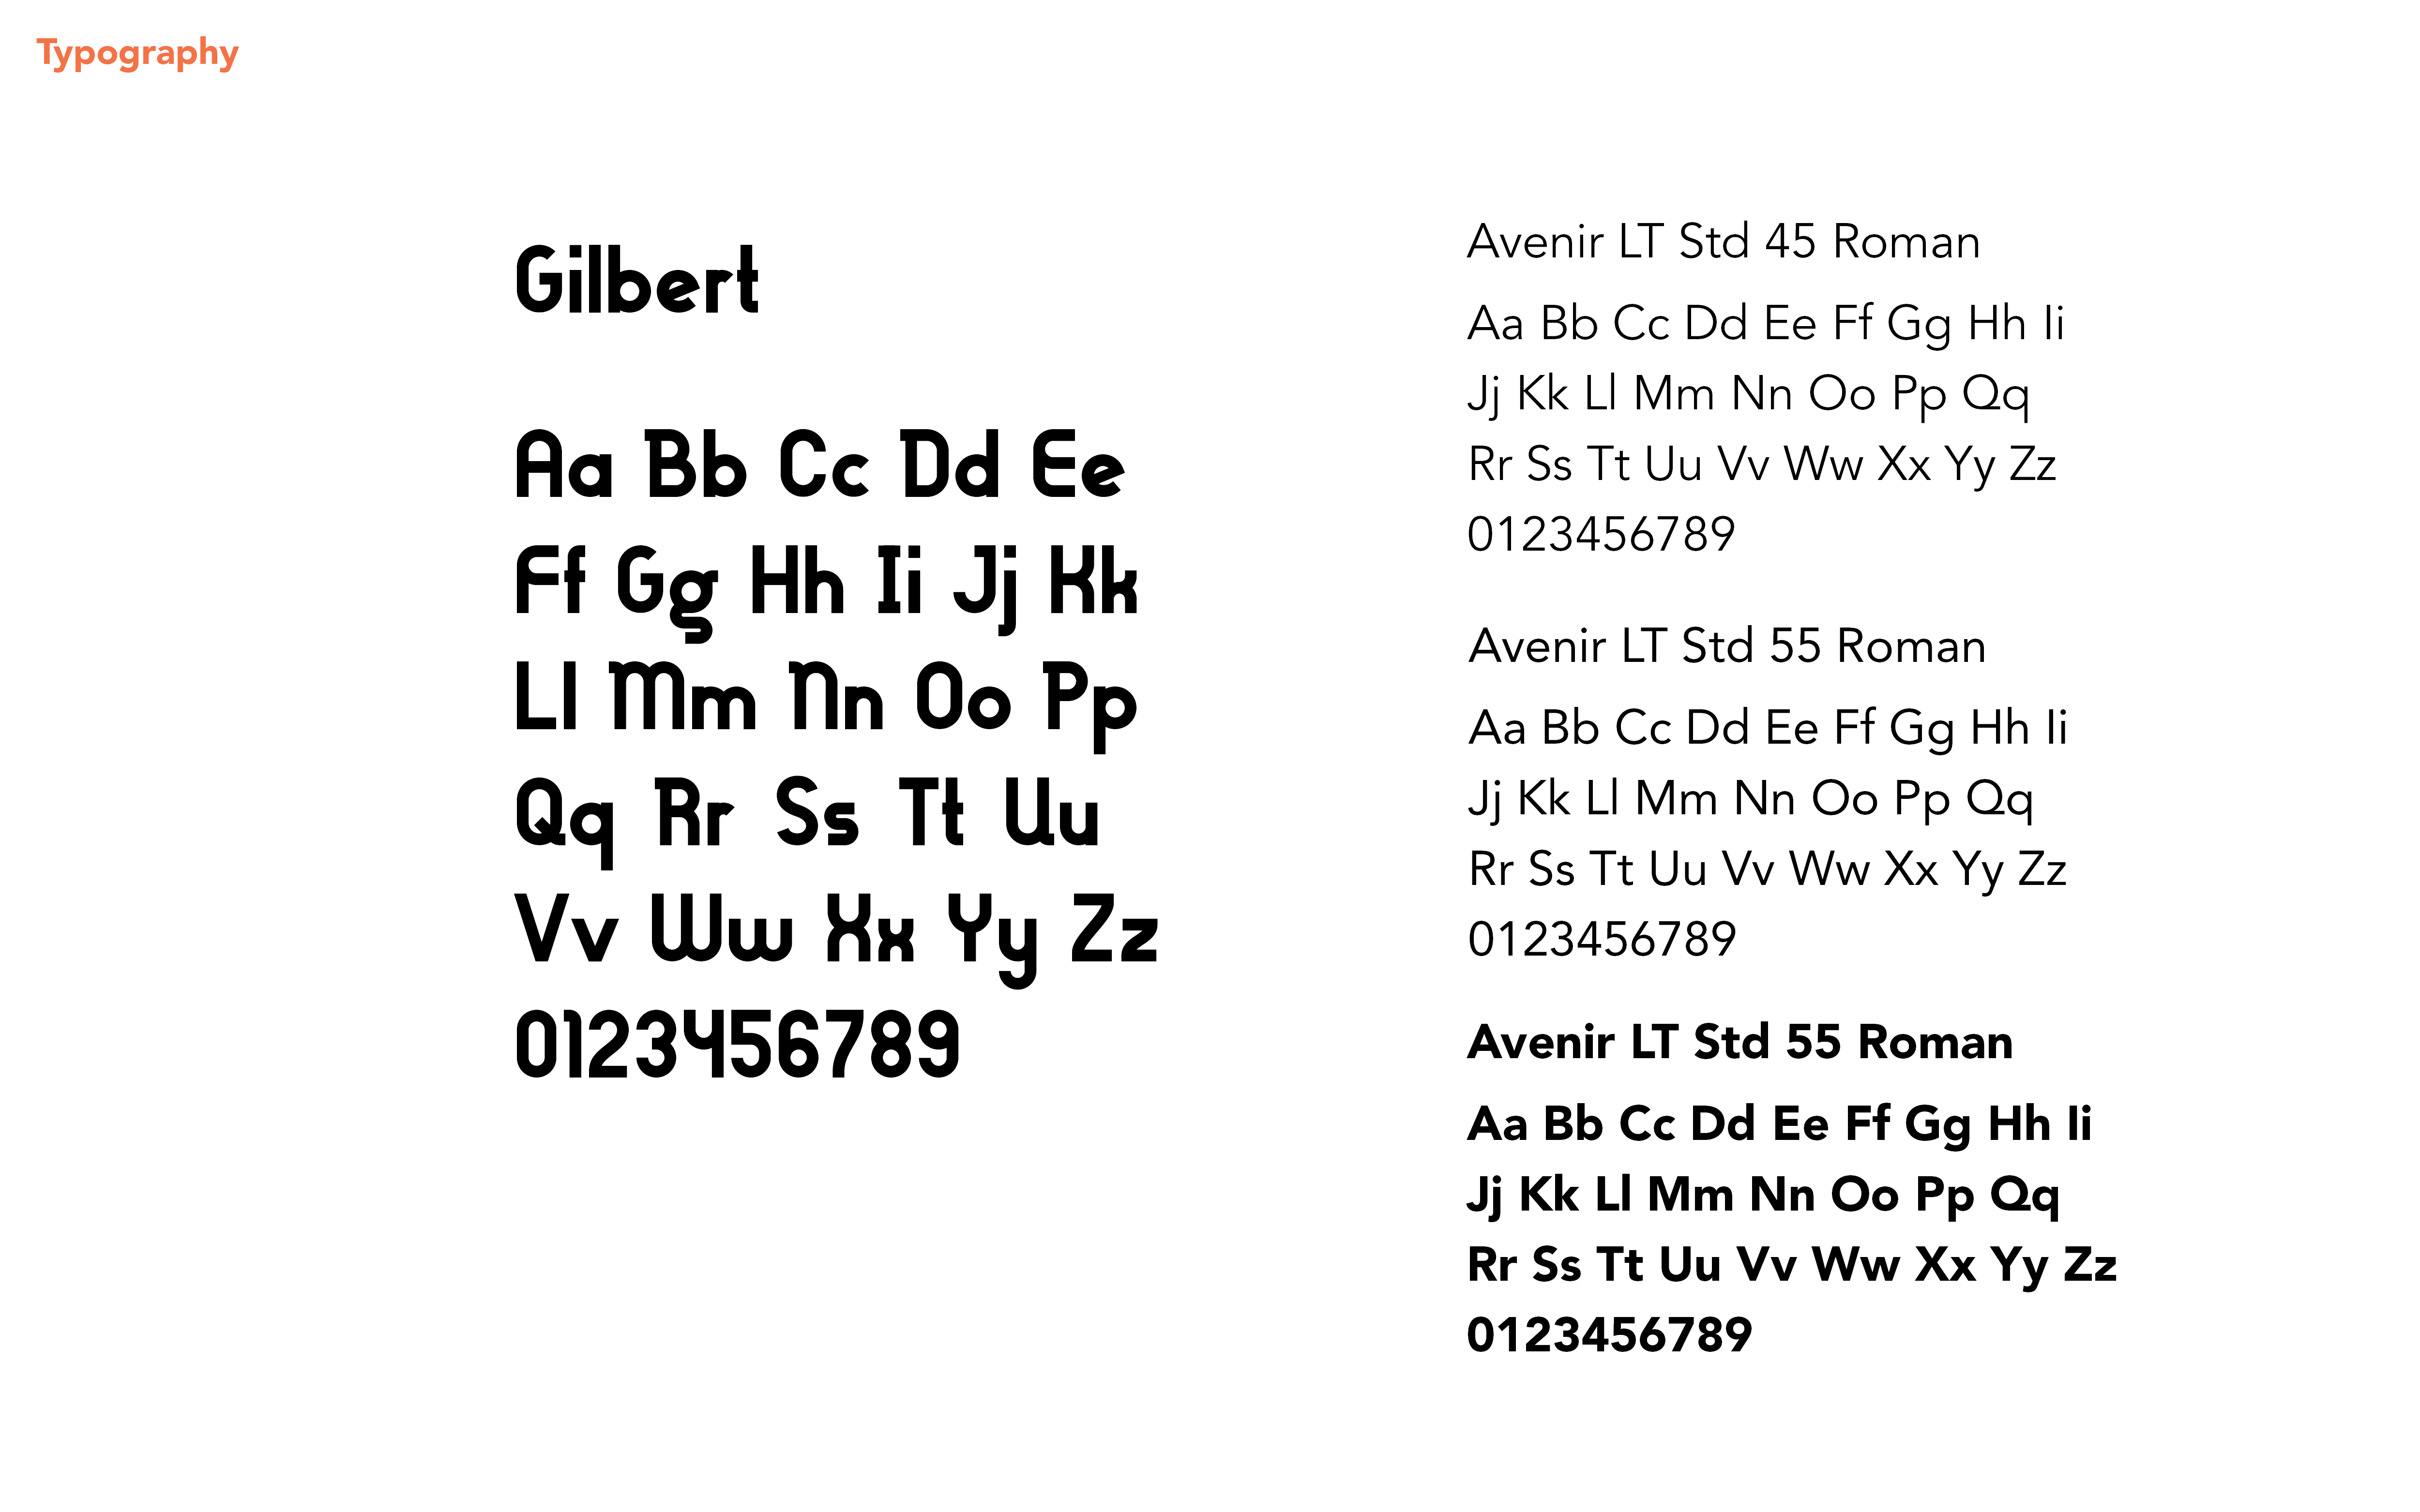 Typography
Gilbert
Aa Bb Cc Dd Ee
Ff Gg Hh Ii Jj Kk
Ll Mm Nn Oo Pp
Qq Rr Ss Tt Uu
Vv Ww Xx Yy Zz
0123456789
Avenir LT Std 45 Roman
Aa Bb Cc Dd Ee Ff Gg Hh Ii
Jj Kk Ll Mm Nn Oo Pp Qq
Rr Ss Tt Uu Vv Ww Xx Yy Zz
0123456789
Avenir LT Std 55 Roman
Aa Bb Cc Dd Ee Ff Gg Hh Ii
Jj Kk Ll Mm Nn Oo Pp Qq
Rr Ss Tt Uu Vv Ww Xx Yy Zz
0123456789
Avenir LT Std 55 Roman
Aa Bb Cc Dd Ee Ff Gg Hh Ii
Jj Kk Ll Mm Nn Oo Pp Qq
Rr Ss Tt Uu Vv Ww Xx Yy Zz
0123456789